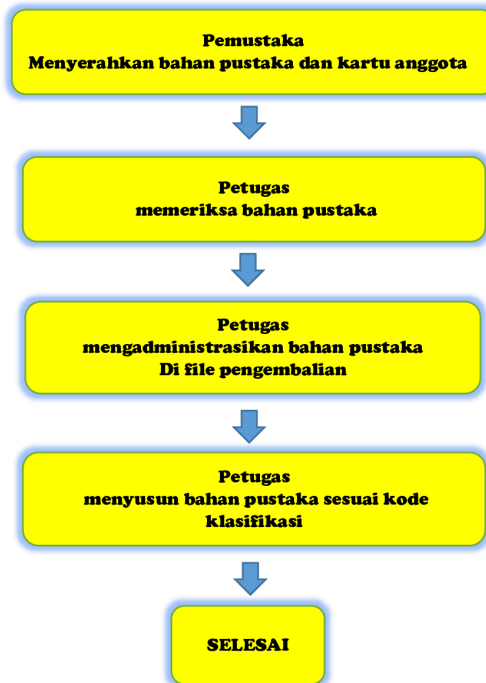 Pemustaka
Menyerahkan bahan pustaka dan kartu anggota
Petugas
memeriksa bahan pustaka
Petugas
mengadministrasikan bahan pustaka
Di file pengembalian
Petugas
menyusun bahan pustaka sesuai kode
klasifikasi
SELESAI